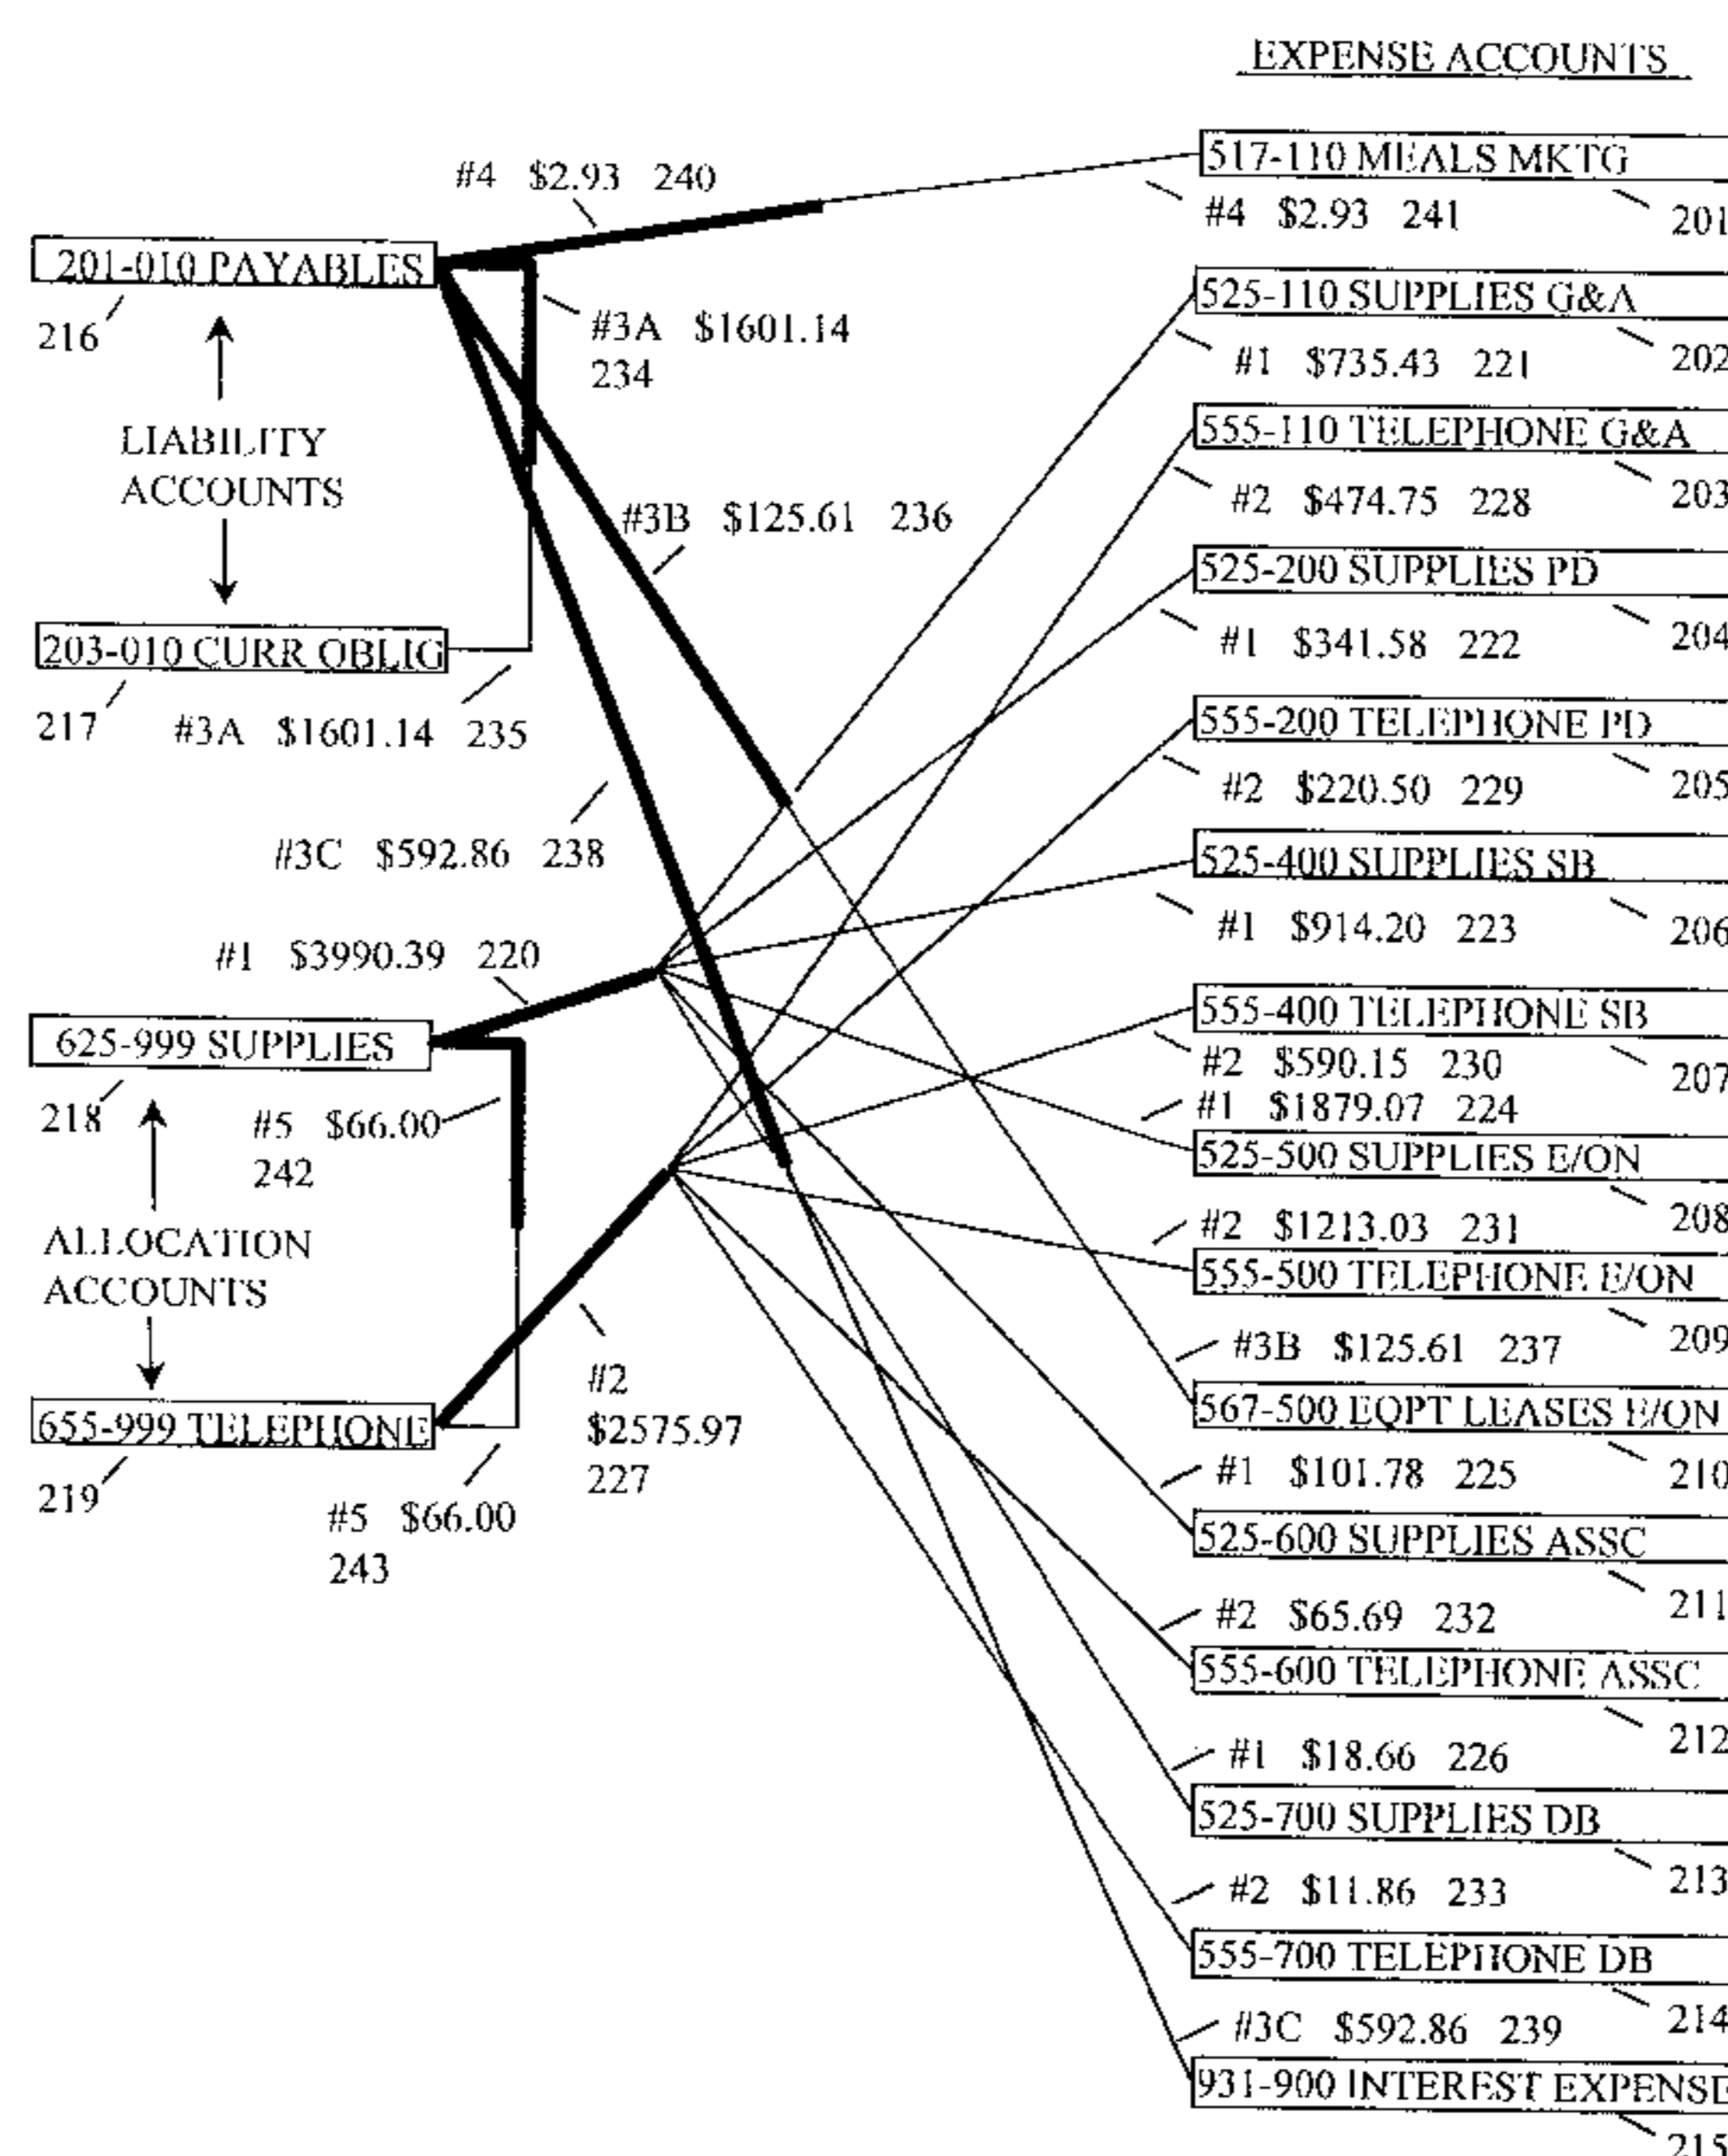 EXPENSE ACCOUNTS
517-110 MEALS MKTG
#4 $2.93 240
#4 $2.93 241
201
201-010 PAYABLES
216
525-110 SUPPLIES G&A
#3A $1601.14
234
#1 $735.43 221
202
LIABILITY
ACCOUNTS
555-110 TELEPHONE G&A
#3B $125.61 236
#2 $474.75 228
203
525-200 SUPPLIES PD
203-010 CURR OBLIG
#1 $341.58 222
204
217
#3A $1601.14 235
555-200 TELEPHONE PD
#2 $220.50 229
205
#3C $592.86 238
525-400 SUPPLIES SB
#1 $914.20 223
206
#1 $3990.39 220
555-400 TELEPHONE SB
625-999 SUPPLIES
#2 $590.15 230
207
218
#5 $66.00
242
#1 $1879.07 224
525-500 SUPPLIES E/ON
208
#2 $1213.03 231
ALLOCATION
ACCOUNTS
555-500 TELEPHONE E/ON
209
#3B $125.61 237
655-999 TELEPHONE
219
#2
$2575.97
227
567-500 EQPT LEASES E/ON
210
#1 $101.78 225
#5 $66.00
243
525-600 SUPPLIES ASSC
211
#2 $65.69 232
555-600 TELEPHONE ASSC
212
#1 $18.66 226
525-700 SUPPLIES DB
213
#2 $11.86 233
555-700 TELEPHONE DB
214
#3C $592.86 239
931-900 INTEREST EXPENSE
215